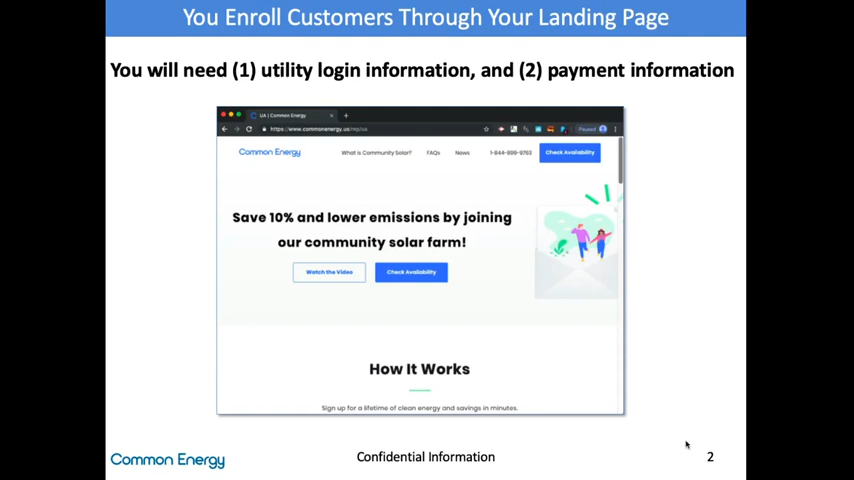 You Enroll Customers Through Your Landing Page
You will need (1) utility login information, and (2) payment information
UA | Common Energy
https://www.commonenergy.us/mp/ua
Paused
Common Energy
What is Community Solar?
FAQs
News
1-844-999-9763
Check Availability
Save 10% and lower emissions by joining
our community solar farm!
Watch the Video
Check Availability
How It Works
Sign up for a lifetime of clean energy and savings in minutes.
Common Energy
Confidential Information
2